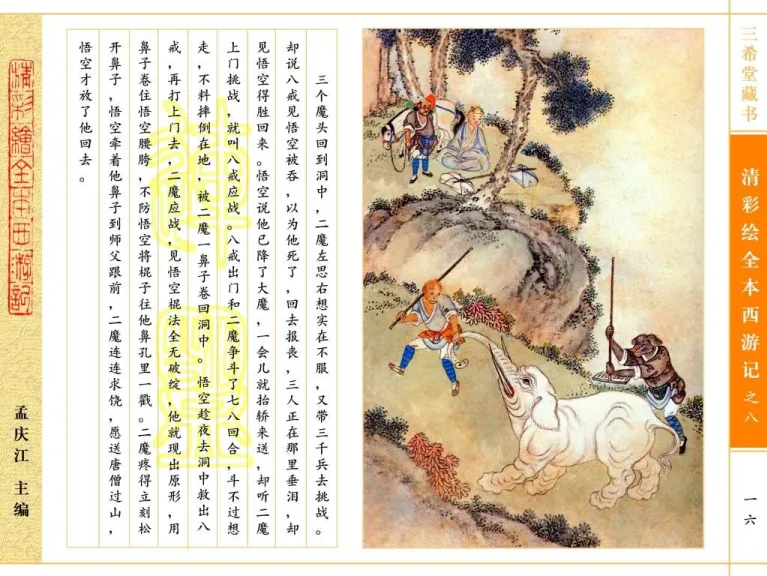 三希堂藏书
清彩绘全本西游记之八
一六
三个魔头回到洞中,二魔左思右想实在不服,又带三千兵去挑战。
却说八戒见悟空被吞,以为他死了,回去报丧,三人正在那里垂泪,却
见悟空得胜回来。悟空说他已降了大魔,一会儿就抬轿来送,却听二魔
上门挑战,就叫八戒应战。八戒出门和二魔争斗了七八回合,斗不过想
走,不料摔倒在地,被二魔一鼻子卷回洞中。悟空趁夜去洞中救出八
戒,再打上门去,二魔应战,见悟空棍法全无破绽,他就现出原形,用
鼻子卷住悟空腰胯,不防悟空将棍子往他鼻孔里一戳。二魔疼得立刻松
开鼻子,悟空牵着他鼻子到师父跟前,二魔连连求饶,愿送唐僧过山,
悟空才放了他回去。
清彩繪全本西游記
孟庆江 主编